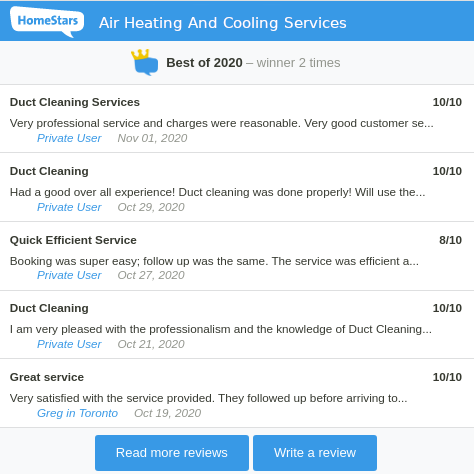 HomeStars
Air Heating And Cooling Services
Best of 2020 – winner 2 times
Duct Cleaning Services 10/10
Very professional service and charges were reasonable. Very good customer se...
Private User Nov 01, 2020
Duct Cleaning 10/10
Had a good over all experience! Duct cleaning was done properly! Will use the...
Private User Oct 29, 2020
Quick Efficient Service 8/10
Booking was super easy; follow up was the same. The service was efficient a...
Private User Oct 27, 2020
Duct Cleaning 10/10
I am very pleased with the professionalism and the knowledge of Duct Cleaning...
Private User Oct 21, 2020
Great service 10/10
Very satisfied with the service provided. They followed up before arriving to...
Greg in Toronto Oct 19, 2020
Read more reviews Write a review